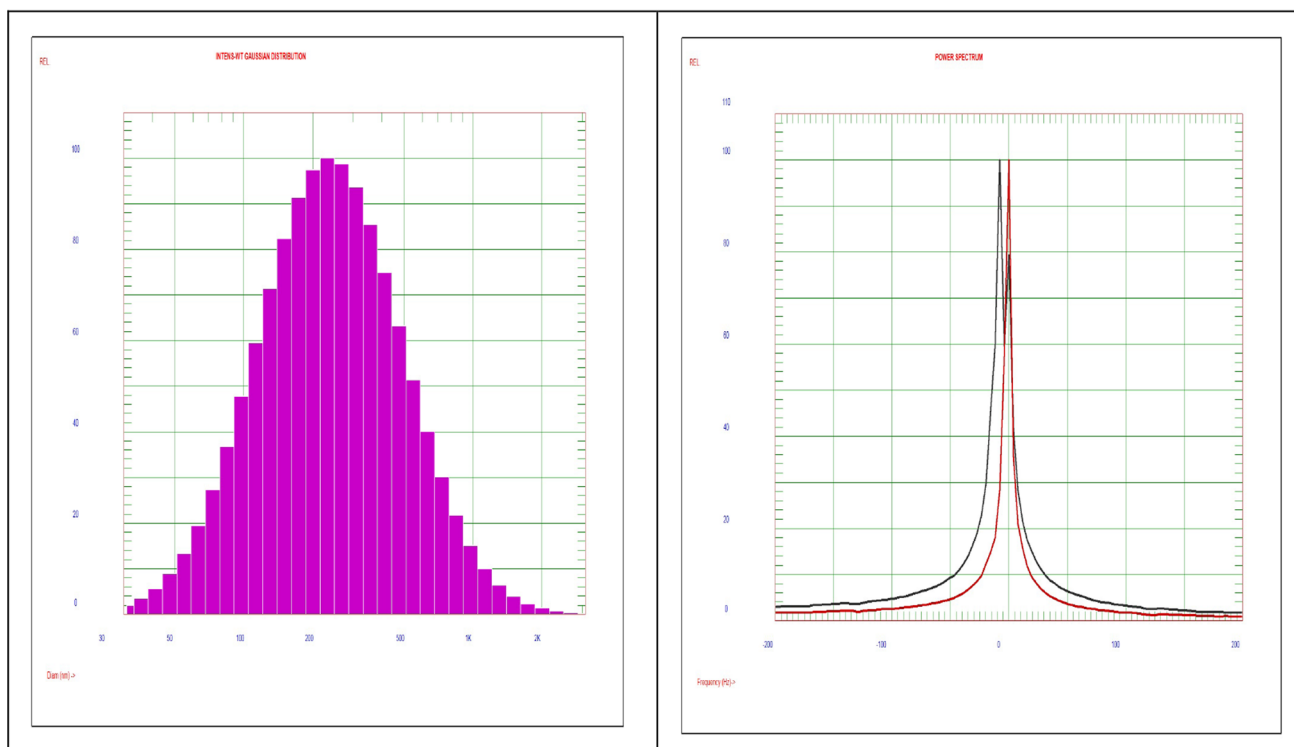 INTENS-WT GAUSSIAN DISTRIBUTION
REL
100
80
60
40
20
0
30 50 100 200 500 1K 2K
Diam (nm) ->
POWER SPECTRUM
REL
110
100
80
60
40
20
0
-200 -100 0 100 200
Frequency (Hz) ->